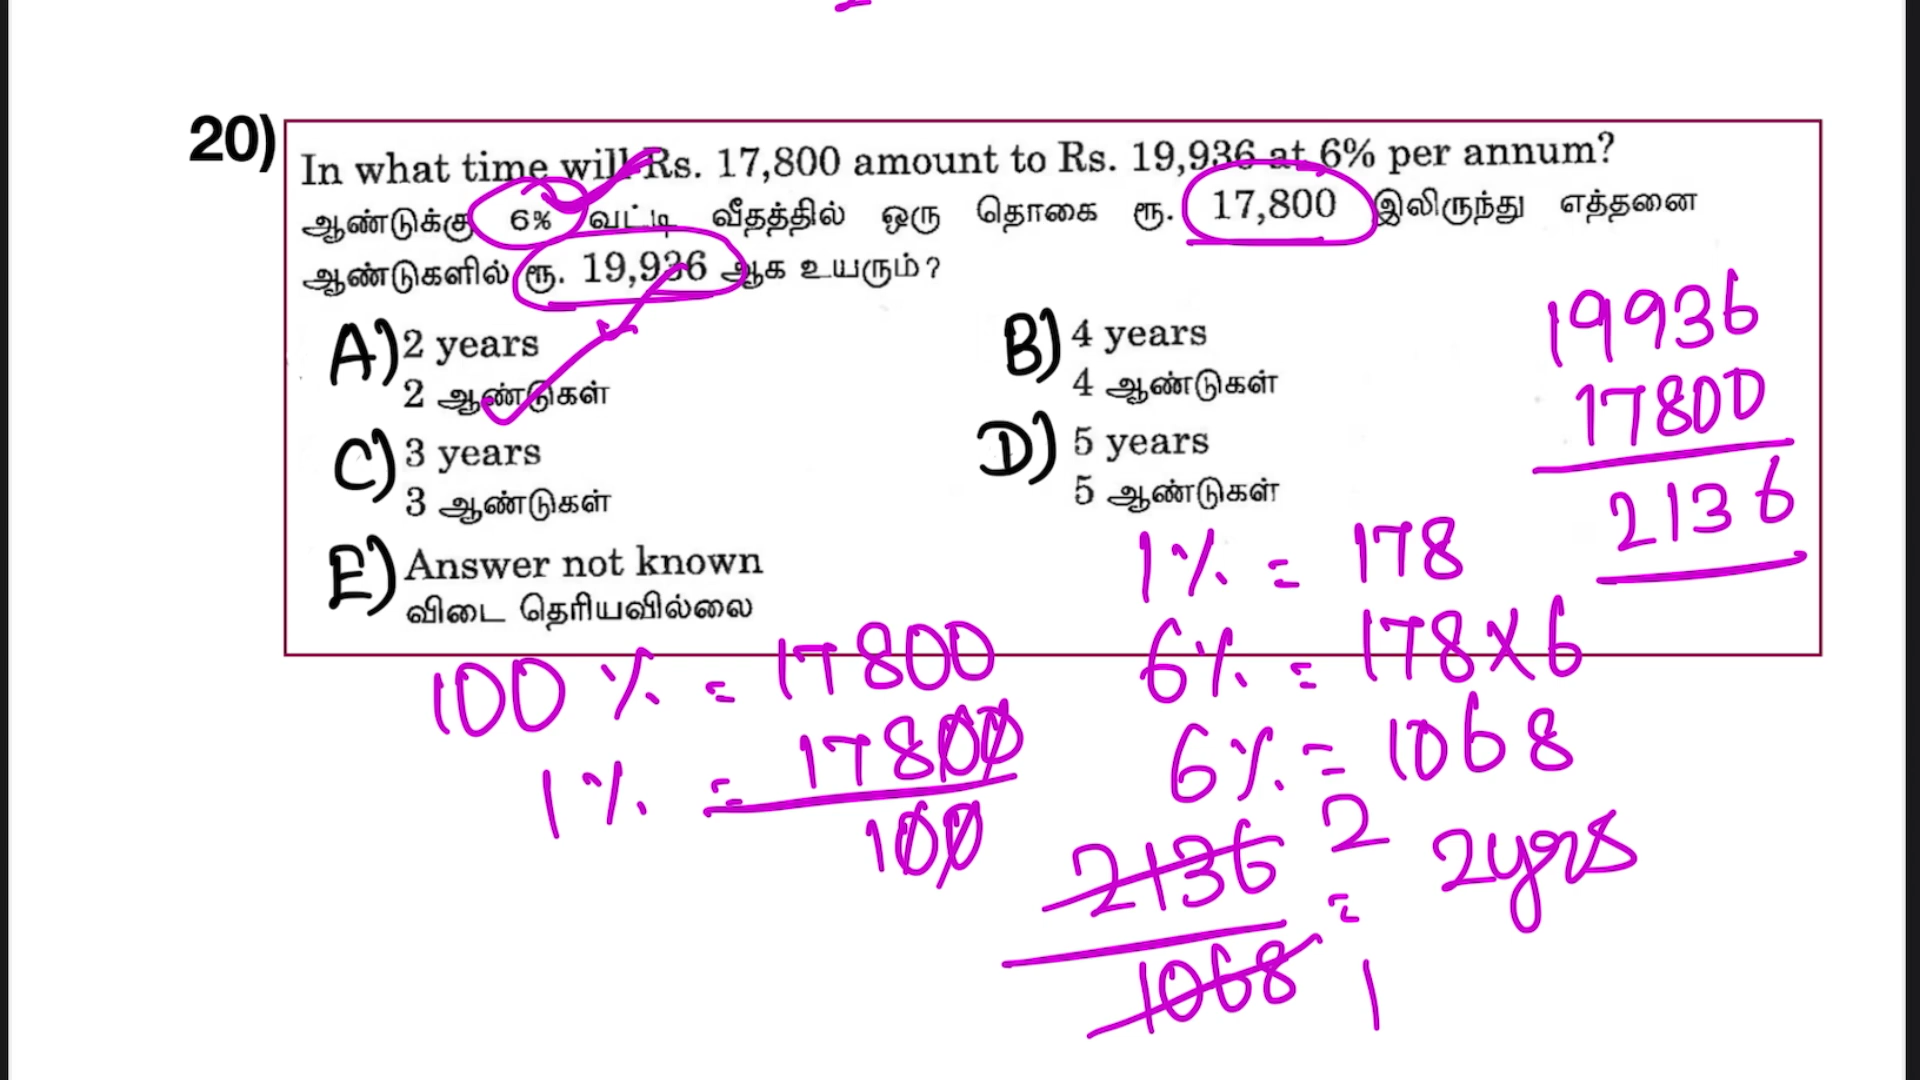 20)
In what time will Rs. 17,800 amount to Rs. 19,936 at 6% per annum?
ஆண்டுக்கு 6% வட்டி வீதத்தில் ஒரு தொகை ரூ. 17,800 இலிருந்து எத்தனை
ஆண்டுகளில் ரூ. 19,936 ஆக உயரும்?
A) 2 years
2 ஆண்டுகள்
B) 4 years
4 ஆண்டுகள்
C) 3 years
3 ஆண்டுகள்
D) 5 years
5 ஆண்டுகள்
E) Answer not known
விடை தெரியவில்லை
19936
17800
2136
100 % = 17800
1 % = 17800
100
1 % = 178
6 % = 178 X 6
6 % = 1068
2136 2
= 2yrs
1068 1